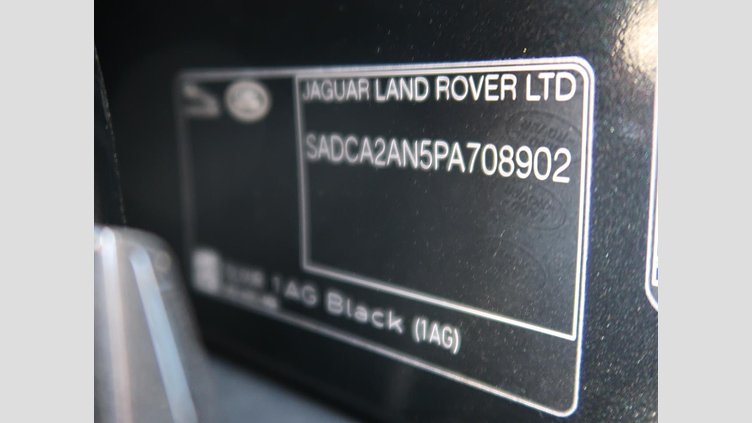 JAGUAR LAND ROVER LTD
SADCA2AN5PA708902
1AG Black (1AG)